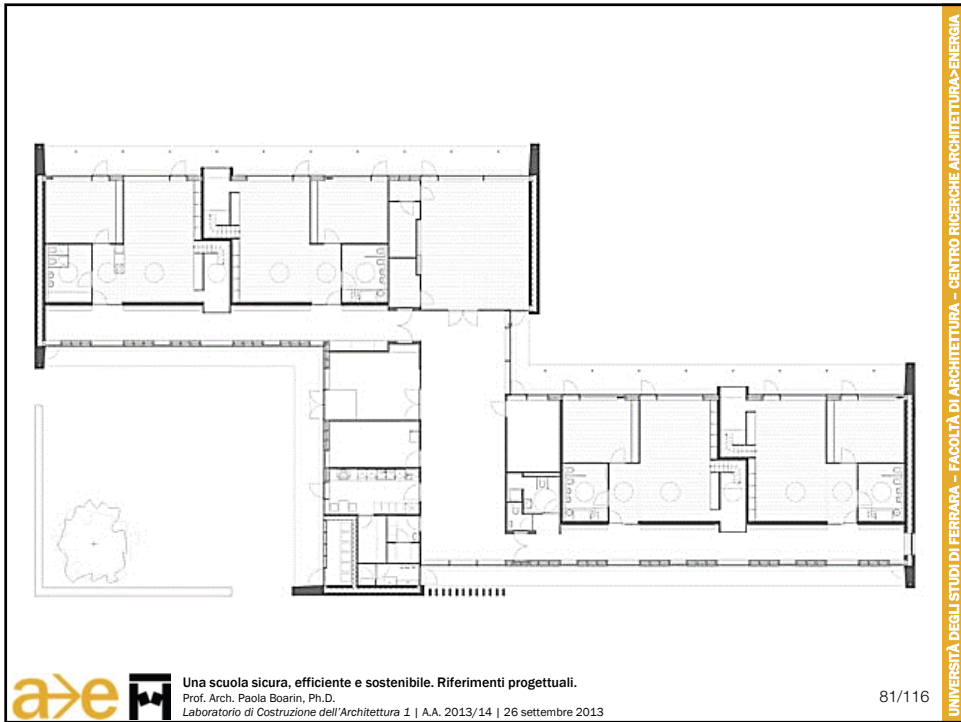 UNIVERSITÀ DEGLI STUDI DI FERRARA – FACOLTÀ DI ARCHITETTURA – CENTRO RICERCHE ARCHITETTURA>ENERGIA
a>e
Una scuola sicura, efficiente e sostenibile. Riferimenti progettuali.
Prof. Arch. Paola Boarin, Ph.D.
Laboratorio di Costruzione dell'Architettura 1 | A.A. 2013/14 | 26 settembre 2013
81/116